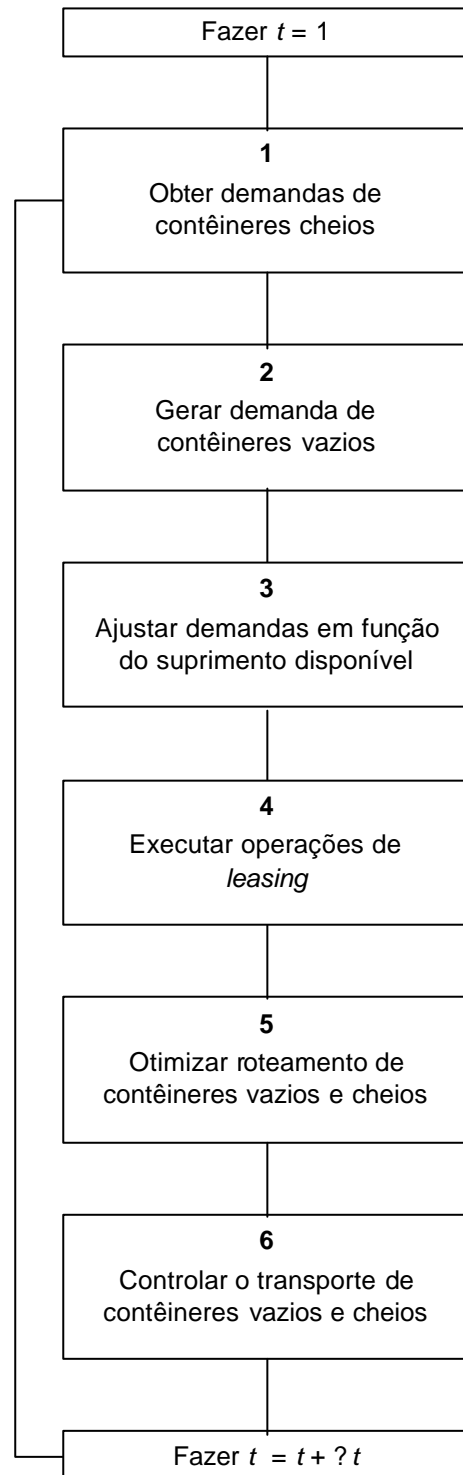 Fazer t = 1
1
Obter demandas de
contêineres cheios
2
Gerar demanda de
contêineres vazios
3
Ajustar demandas em função
do suprimento disponível
4
Executar operações de
leasing
5
Otimizar roteamento de
contêineres vazios e cheios
6
Controlar o transporte de
contêineres vazios e cheios
Fazer t = t + ? t